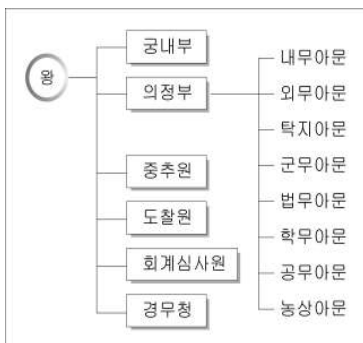 왕
궁내부
의정부
중추원
도찰원
회계심사원
경무청
내무아문
외무아문
탁지아문
군무아문
법무아문
학무아문
공무아문
농상아문